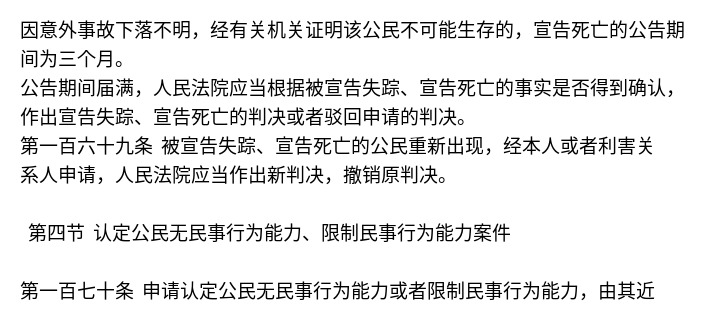 因意外事故下落不明，经有关机关证明该公民不可能生存的，宣告死亡的公告期
间为三个月。
公告期间届满，人民法院应当根据被宣告失踪、宣告死亡的事实是否得到确认，
作出宣告失踪、宣告死亡的判决或者驳回申请的判决。
第一百六十九条 被宣告失踪、宣告死亡的公民重新出现，经本人或者利害关
系人申请，人民法院应当作出新判决，撤销原判决。
第四节 认定公民无民事行为能力、限制民事行为能力案件
第一百七十条 申请认定公民无民事行为能力或者限制民事行为能力，由其近